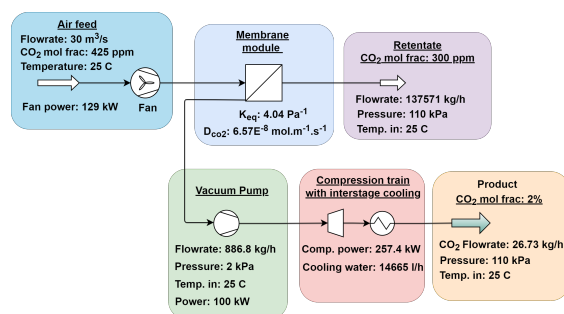 Air feed
Flowrate: 30 m³/s
CO₂ mol frac: 425 ppm
Temperature: 25 C
Fan power: 129 kW
Fan
Membrane
module
K_eq: 4.04 Pa⁻¹
D_co2: 6.57E⁻⁸ mol.m⁻¹.s⁻¹
Retentate
CO₂ mol frac: 300 ppm
Flowrate: 137571 kg/h
Pressure: 110 kPa
Temp. in: 25 C
Vacuum Pump
Flowrate: 886.8 kg/h
Pressure: 2 kPa
Temp. in: 25 C
Power: 100 kW
Compression train
with interstage cooling
Comp. power: 257.4 kW
Cooling water: 14665 l/h
Product
CO₂ mol frac: 2%
CO₂ Flowrate: 26.73 kg/h
Pressure: 110 kPa
Temp. in: 25 C